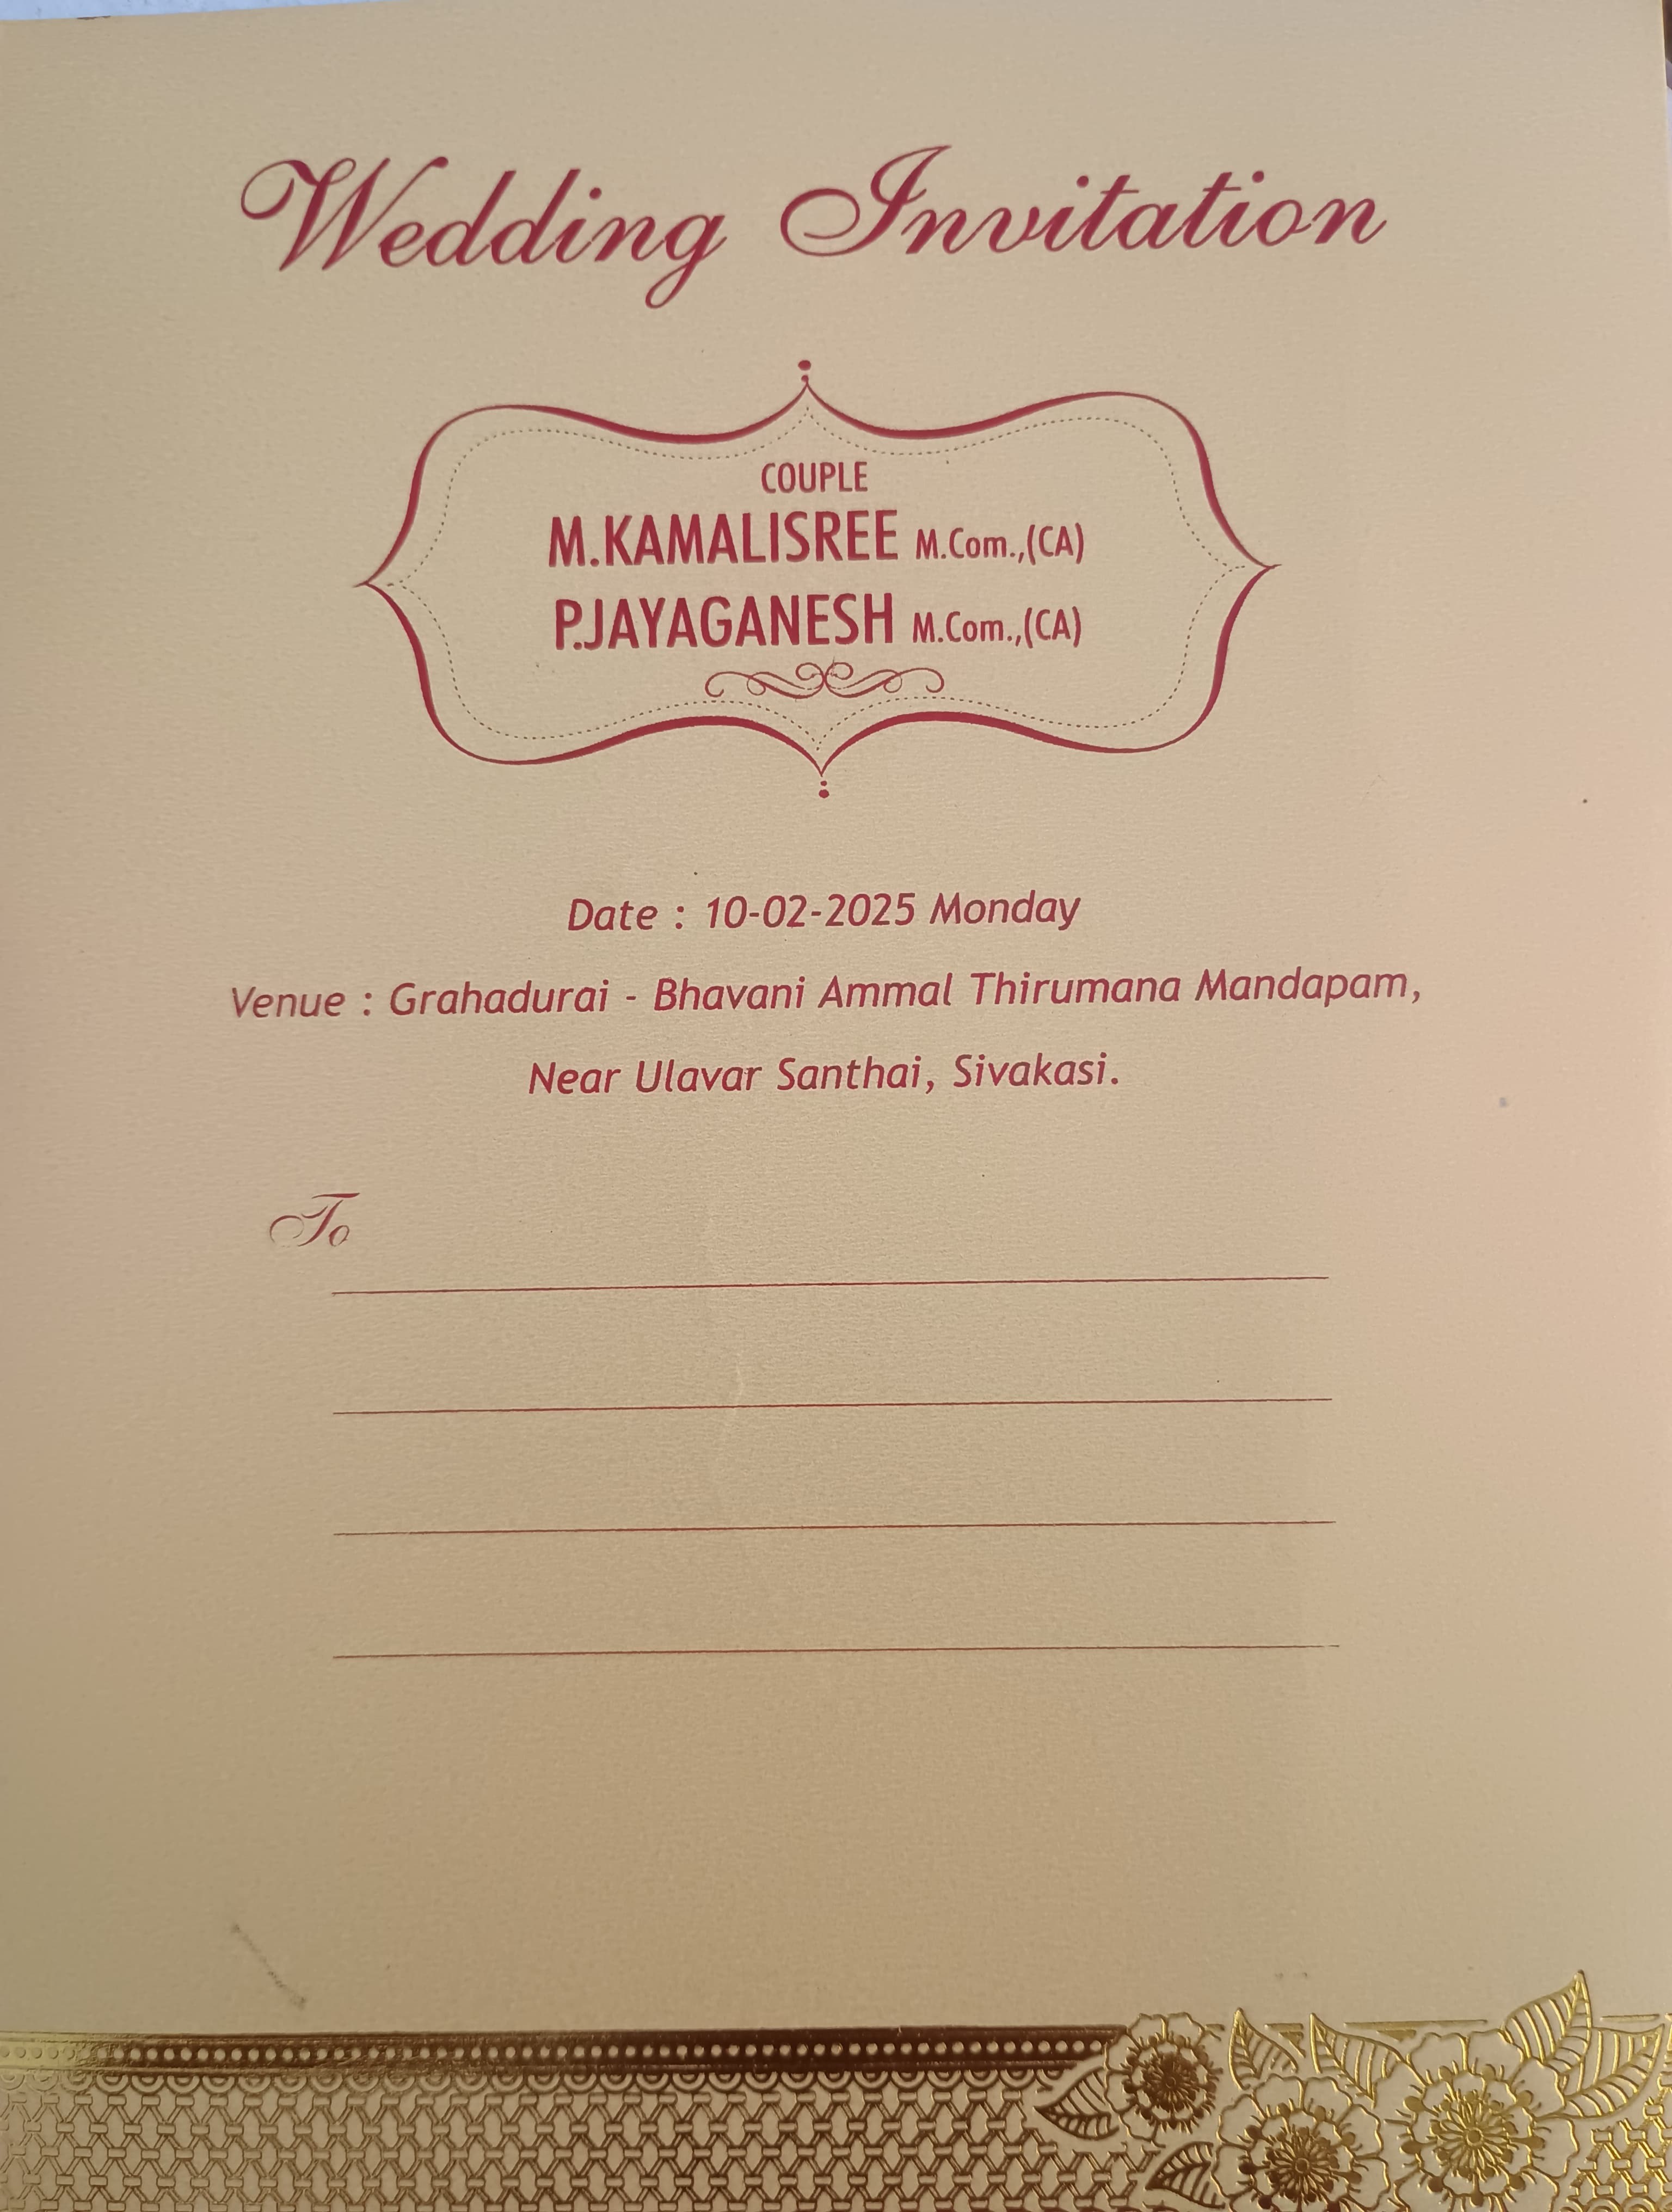 Wedding Invitation
COUPLE
M.KAMALISREE M.Com.,(CA)
P.JAYAGANESH M.Com.,(CA)
Date : 10-02-2025 Monday
Venue : Grahadurai - Bhavani Ammal Thirumana Mandapam,
Near Ulavar Santhai, Sivakasi.
To